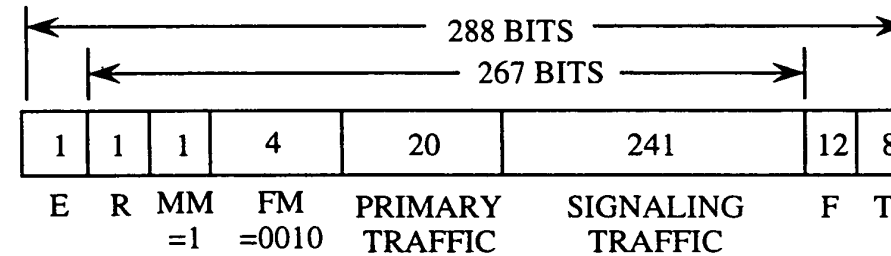 288 BITS
267 BITS
1 1 1 4 20 241 12 8
E R MM FM PRIMARY SIGNALING F T
=1 =0010 TRAFFIC TRAFFIC